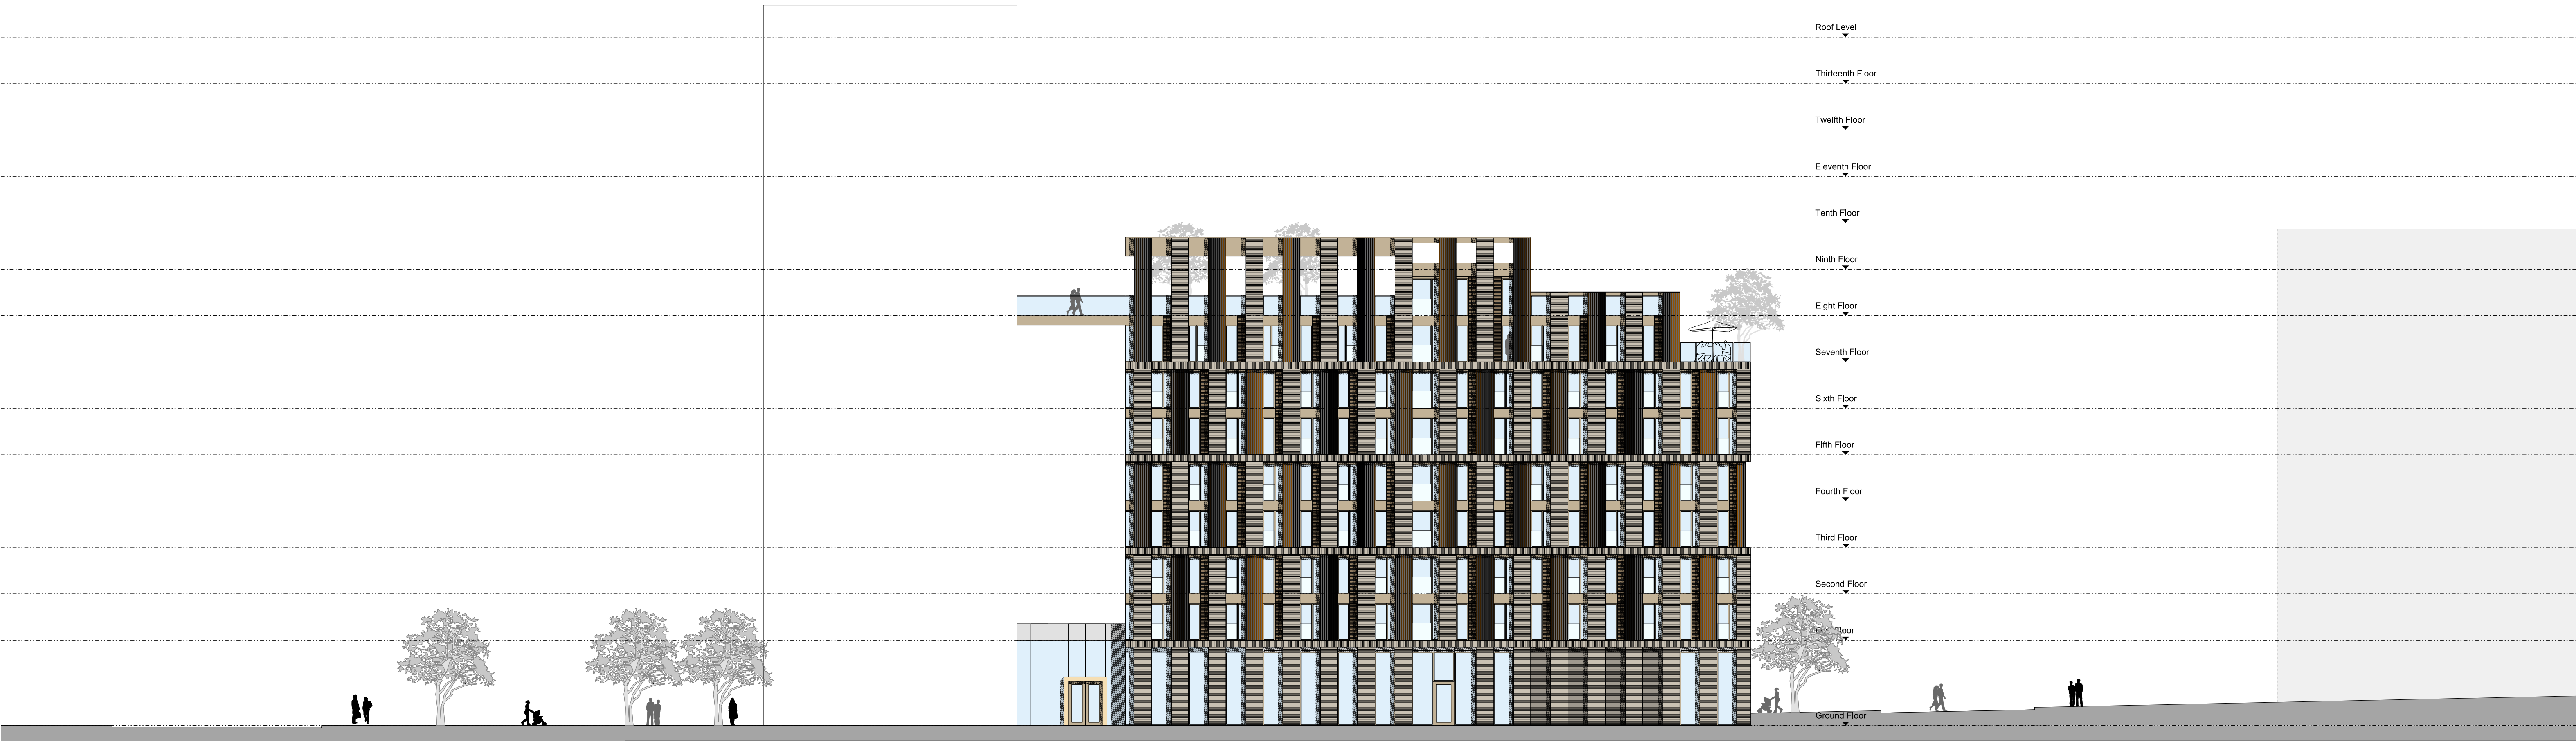 Roof Level
Thirteenth Floor
Twelfth Floor
Eleventh Floor
Tenth Floor
Ninth Floor
Eight Floor
Seventh Floor
Sixth Floor
Fifth Floor
Fourth Floor
Third Floor
Second Floor
Floor
Ground Floor